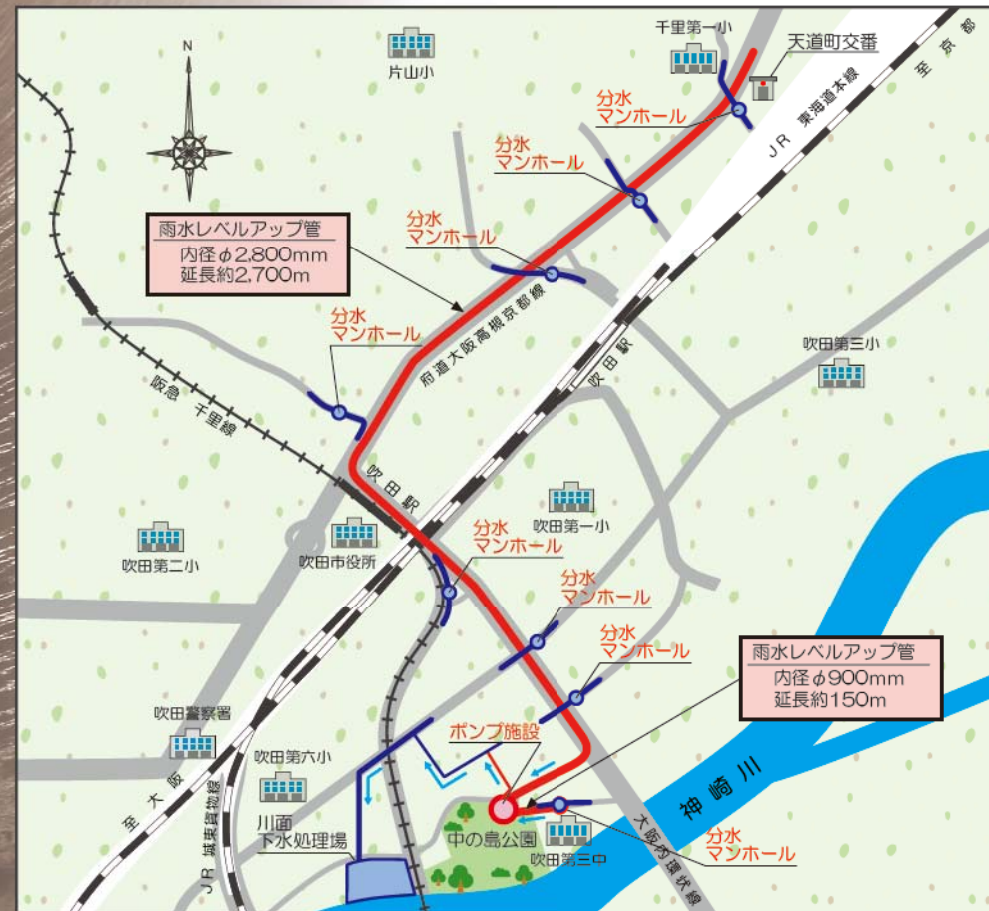 千里第一小
天道町交番
片山小
N
至 京 都
JR 東海道本線
分水
マンホール
分水
マンホール
雨水レベルアップ管
内径φ2,800mm
延長約2,700m
分水
マンホール
府道大阪高槻京都線
分水
マンホール
吹田駅
吹田第三小
阪急 千里線
吹田駅
吹田第一小
吹田第二小
吹田市役所
分水
マンホール
分水
マンホール
分水
マンホール
雨水レベルアップ管
内径φ900mm
延長約150m
吹田警察署
ポンプ施設
吹田第六小
神崎川
至 大 阪
JR 城東貨物線
川面
下水処理場
中の島公園
吹田第三中
大阪内環状線
分水
マンホール